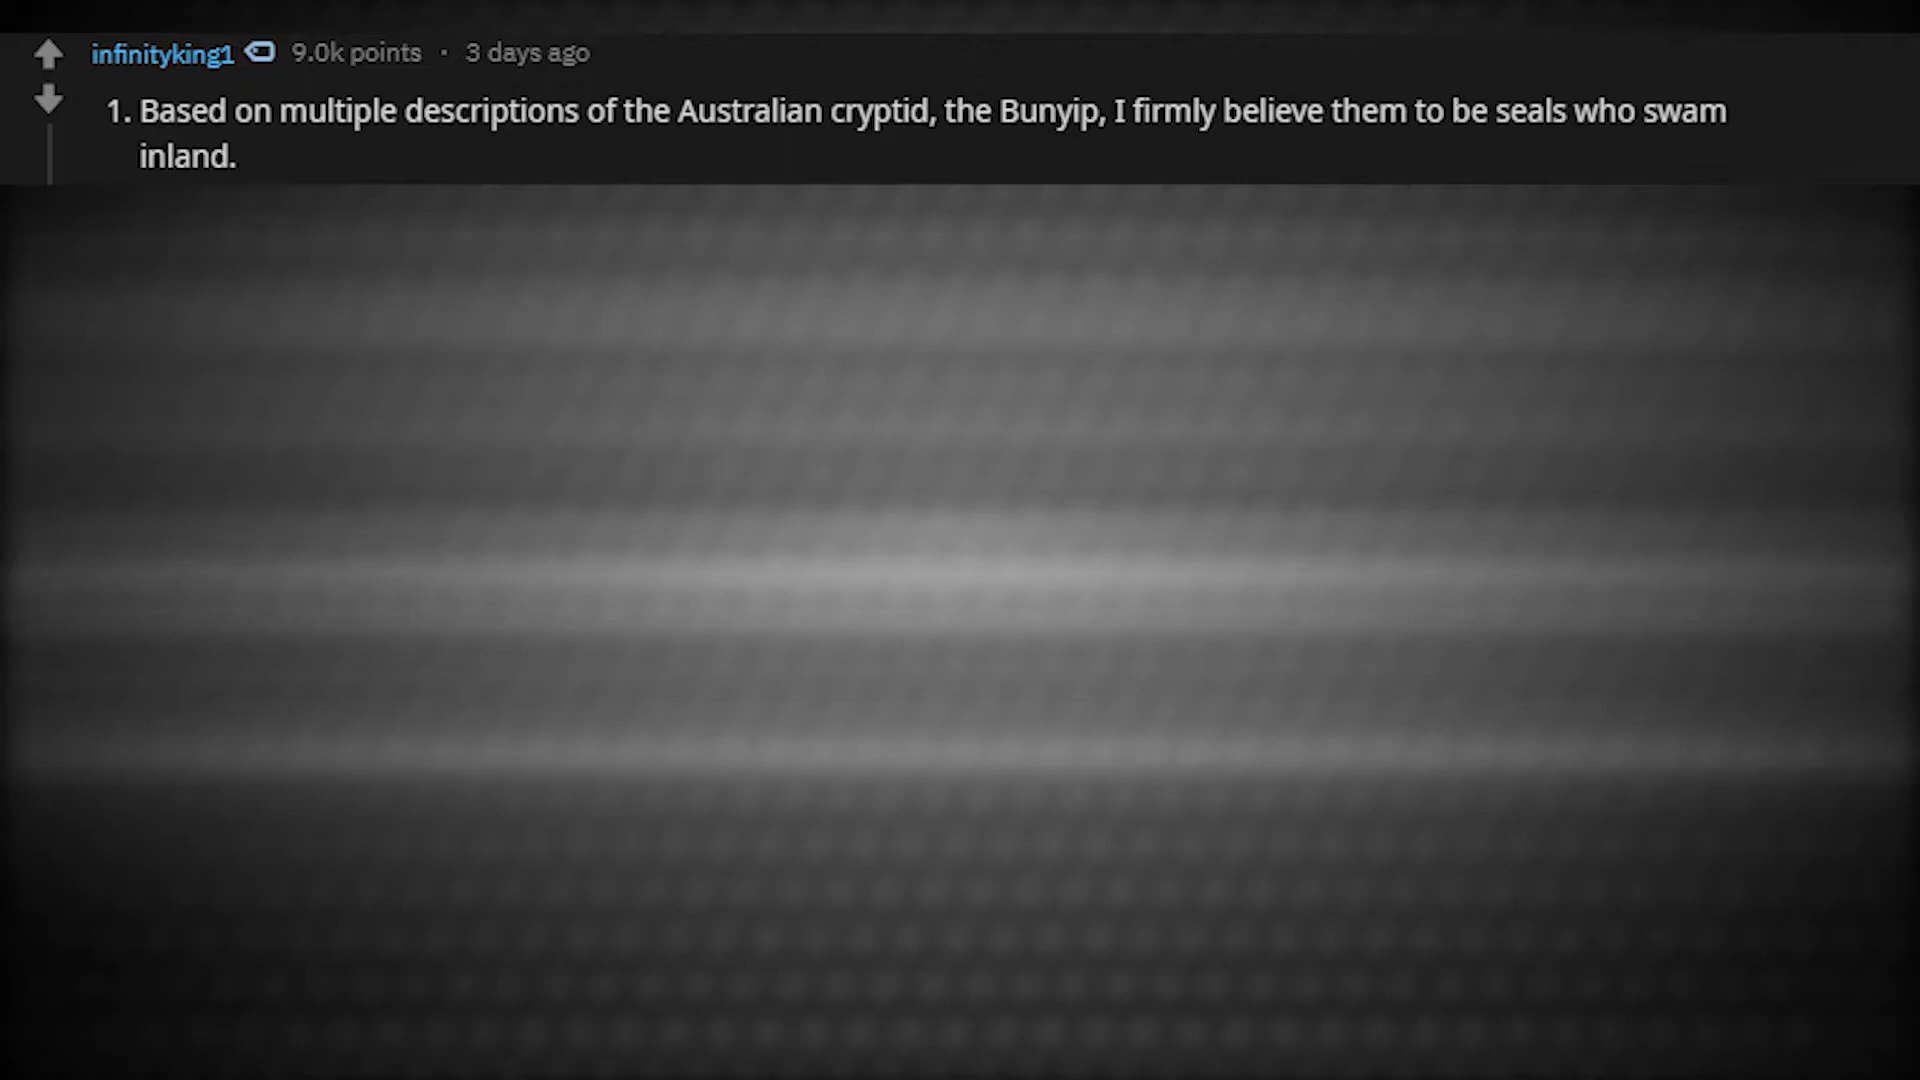 infinityking1 9.0k points · 3 days ago
1. Based on multiple descriptions of the Australian cryptid, the Bunyip, I firmly believe them to be seals who swam
inland.